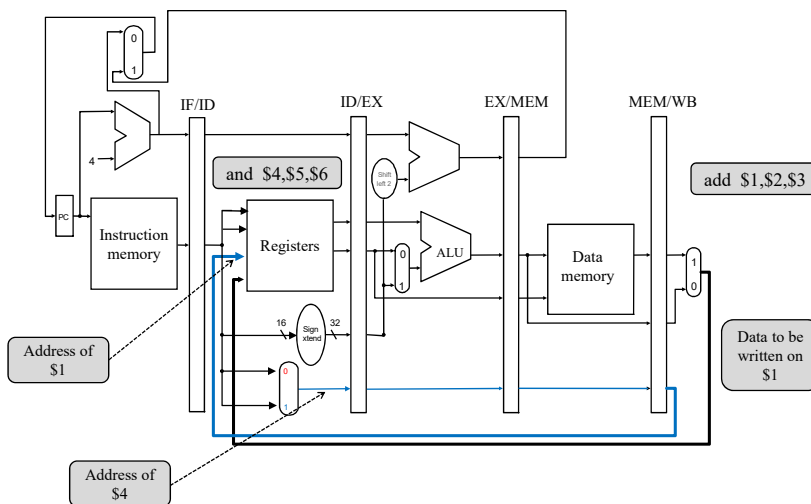 0
1
IF/ID
ID/EX
EX/MEM
MEM/WB
4
Shift
left 2
and $4,$5,$6
add $1,$2,$3
PC
Instruction
memory
Registers
0
1
ALU
Data
memory
1
0
16
Sign
xtend
32
Address of
$1
Data to be
written on
$1
0
1
Address of
$4